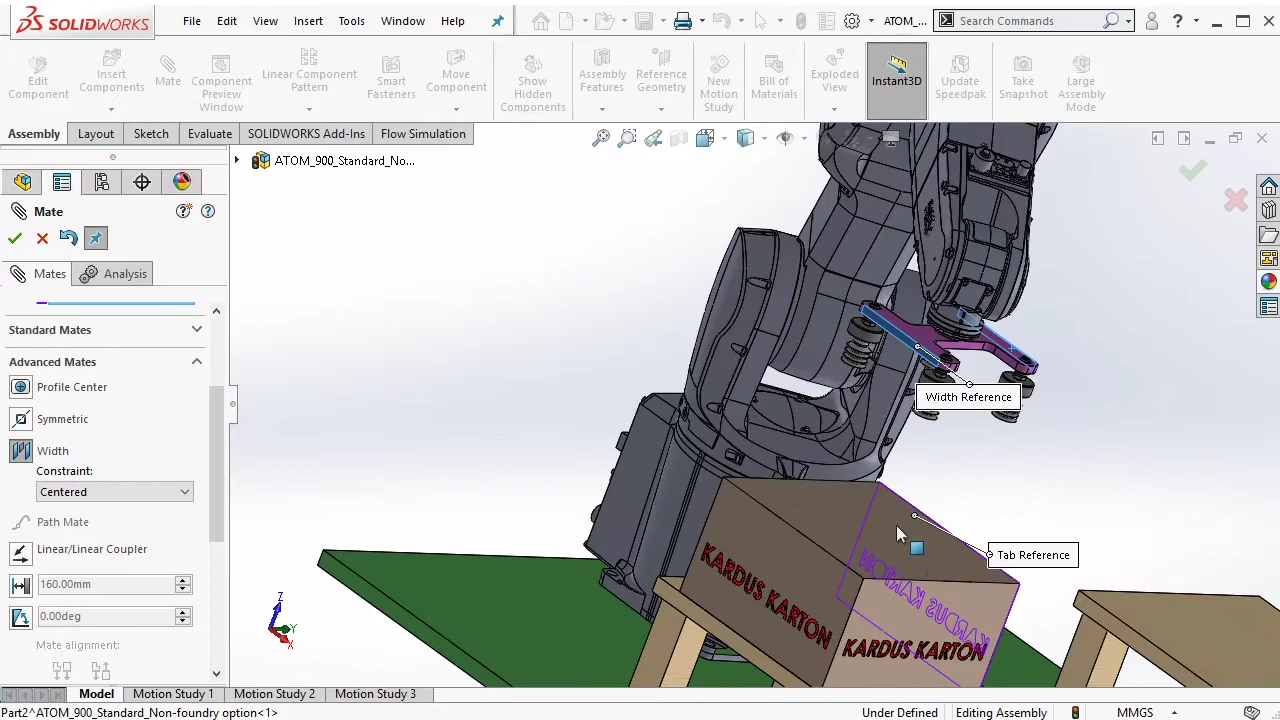 SOLIDWORKS
File Edit View Insert Tools Window Help
ATOM_... Search Commands
Edit Component
Insert Components
Mate
Component Preview Window
Linear Component Pattern
Smart Fasteners
Move Component
Show Hidden Components
Assembly Features
Reference Geometry
New Motion Study
Bill of Materials
Exploded View
Instant3D
Update Speedpak
Take Snapshot
Large Assembly Mode
Assembly Layout Sketch Evaluate SOLIDWORKS Add-Ins Flow Simulation
ATOM_900_Standard_No...
Mate
Mates Analysis
Standard Mates
Advanced Mates
Profile Center
Symmetric
Width
Constraint:
Centered
Path Mate
Linear/Linear Coupler
160.00mm
0.00deg
Mate alignment:
Width Reference
Tab Reference
KARDUS KARTON
KARDUS KARTON
KARDUS KARTON
Z
Y
X
Model Motion Study 1 Motion Study 2 Motion Study 3
Part2^ATOM_900_Standard_Non-foundry option<1> Under Defined Editing Assembly MMGS